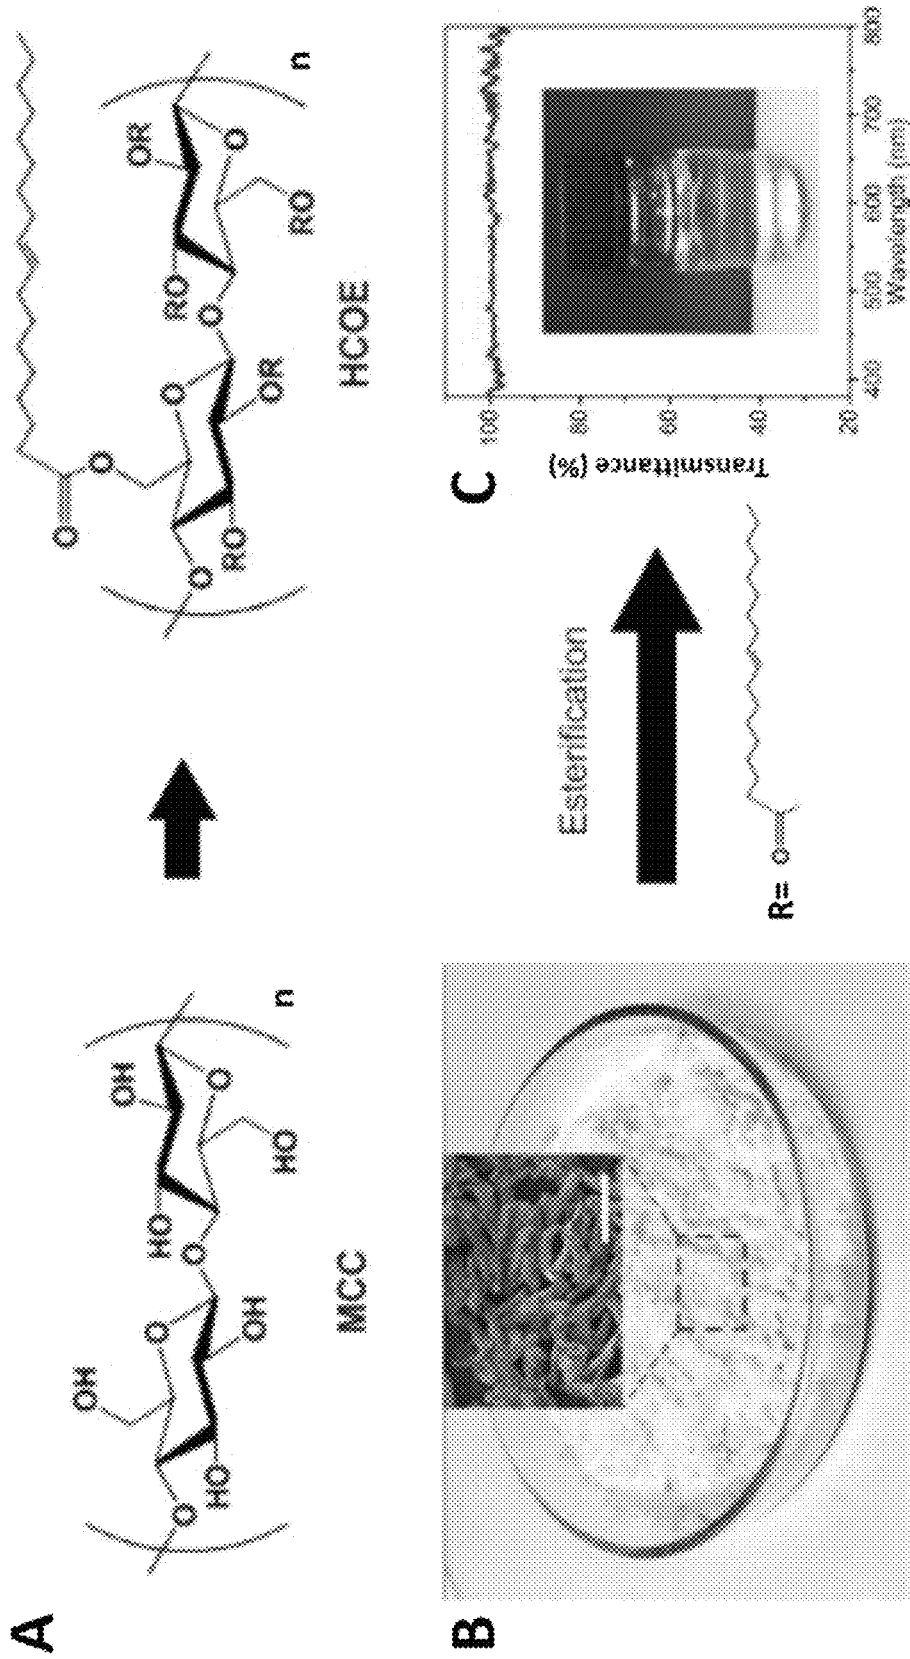 A
OH
O
O
HO
OH
O
HO
OH
O
HO
n
MCC
O
O
O
RO
O
OR
O
RO
OR
O
RO
n
HCOE
B
Esterification
R=
O
C
Transmittance (%)
100
80
60
40
20
400
500
600
700
800
Wavelength (nm)